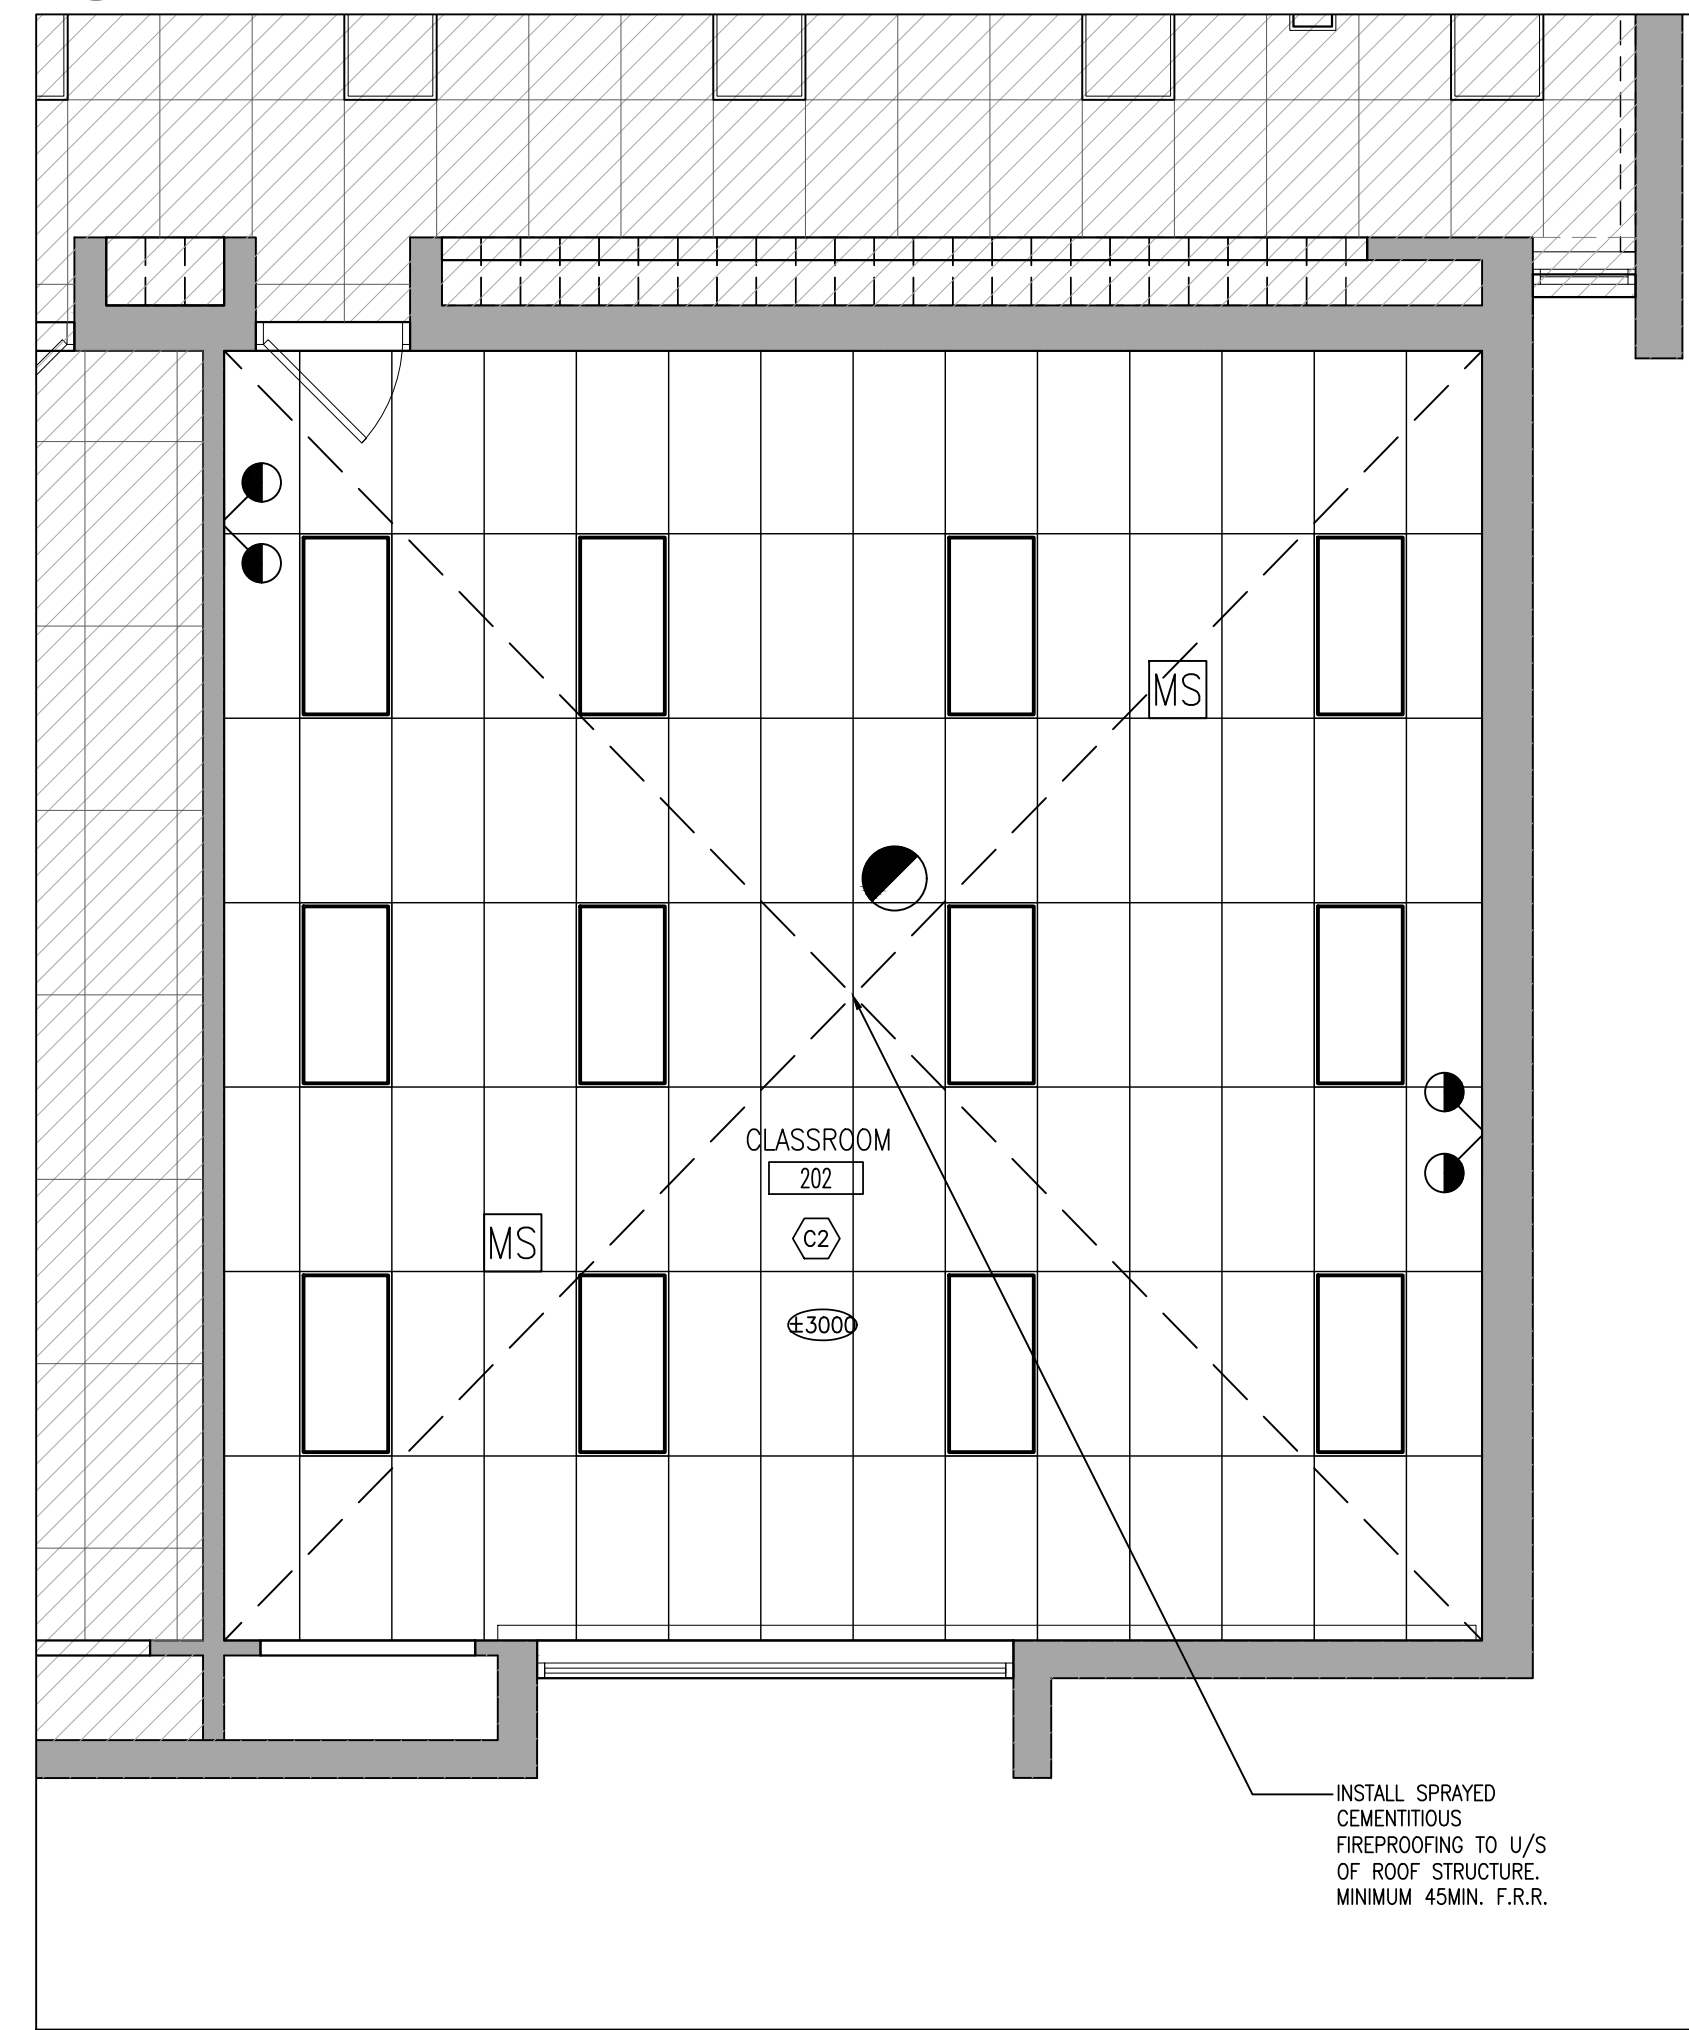 MS
CLASSROOM
202
MS
C2
±3000
INSTALL SPRAYED
CEMENTITIOUS
FIREPROOFING TO U/S
OF ROOF STRUCTURE.
MINIMUM 45MIN. F.R.R.